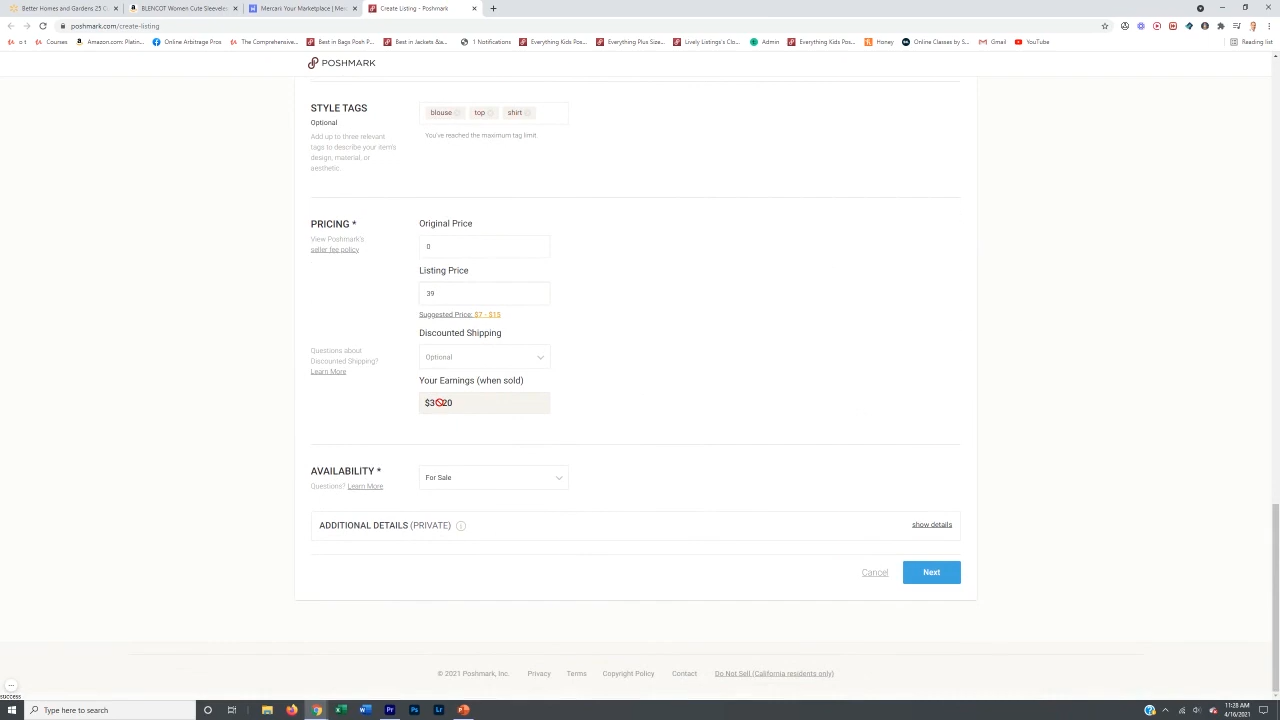 Better Homes and Gardens 25 C
BLENCOT Women Cute Sleevele
Mercari: Your Marketplace | Merc
Create Listing - Poshmark
poshmark.com/create-listing
Courses
Amazon.com: Platin...
Online Arbitrage Pros
The Comprehensive...
Best in Bags Posh P...
Best in Jackets &a...
1 Notifications
Everything Kids Pos...
Everything Plus Size...
Lively Listings's Clo...
Admin
Everything Kids Pos...
Honey
Online Classes by S...
Gmail
YouTube
Reading list
POSHMARK
STYLE TAGS
Optional
Add up to three relevant
tags to describe your item's
design, material, or
aesthetic.
blouse
top
shirt
You've reached the maximum tag limit
PRICING *
View Poshmark's
seller fee policy
Original Price
0
Listing Price
39
Suggested Price: $7 - $15
Discounted Shipping
Questions about
Discounted Shipping?
Learn More
Optional
Your Earnings (when sold)
AVAILABILITY *
Questions? Learn More
For Sale
ADDITIONAL DETAILS (PRIVATE)
show details
Cancel
Next
© 2021 Poshmark, Inc.
Privacy
Terms
Copyright Policy
Contact
Do Not Sell (California residents only)
success
Type here to search
11:28 AM
4/16/2021